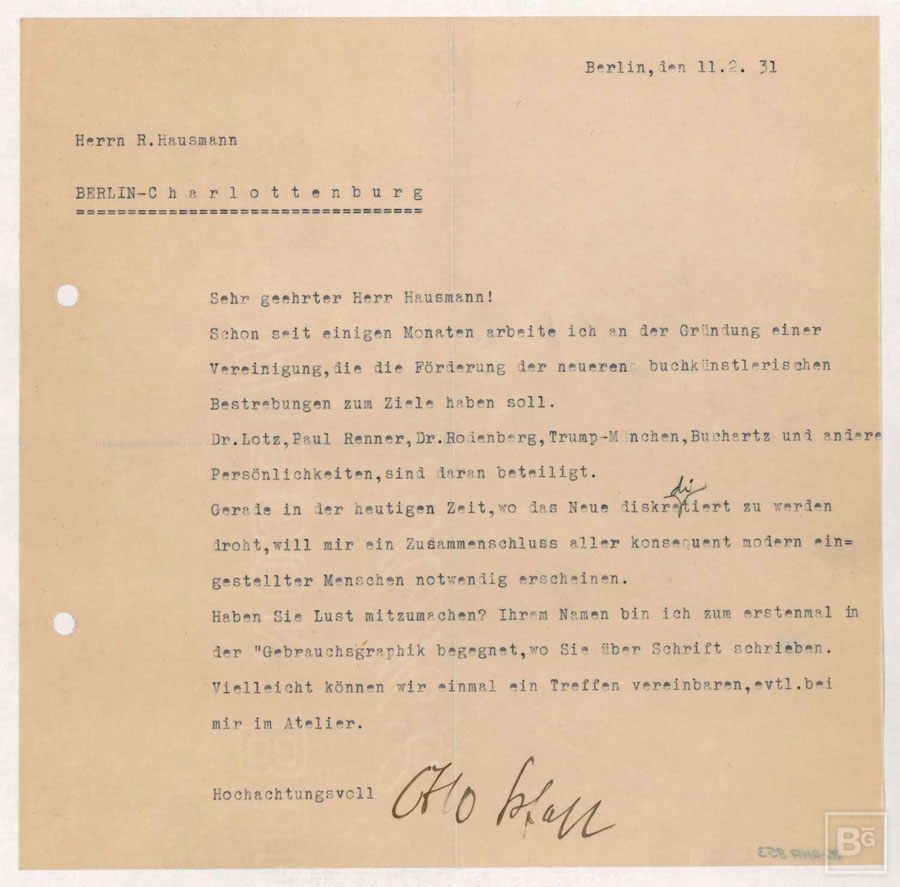 Berlin, den 11.2. 31
Herrn R.Hausmann
BERLIN-C h a r l o t t e n b u r g
==================================
Sehr geehrter Herr Hausmann!
Schon seit einigen Monaten arbeite ich an der Gründung einer
Vereinigung,die die Förderung der neueren buchkünstlerischen
Bestrebungen zum Ziele haben soll.
Dr.Lotz,Paul Renner,Dr.Rodenberg,Trump-München,Buchartz und andere
Persönlichkeiten,sind daran beteiligt.
di
Gerade in der heutigen Zeit,wo das Neue diskretiert zu werden
droht,will mir ein Zusammenschluss aller konsequent modern ein=
gestellter Menschen notwendig erscheinen.
Haben Sie Lust mitzumachen? Ihrem Namen bin ich zum erstenmal in
der "Gebrauchsgraphik begegnet,wo Sie über Schrift schrieben.
Vielleicht können wir einmal ein Treffen vereinbaren,evtl.bei
mir im Atelier.
Hochachtungsvoll Otto
BG